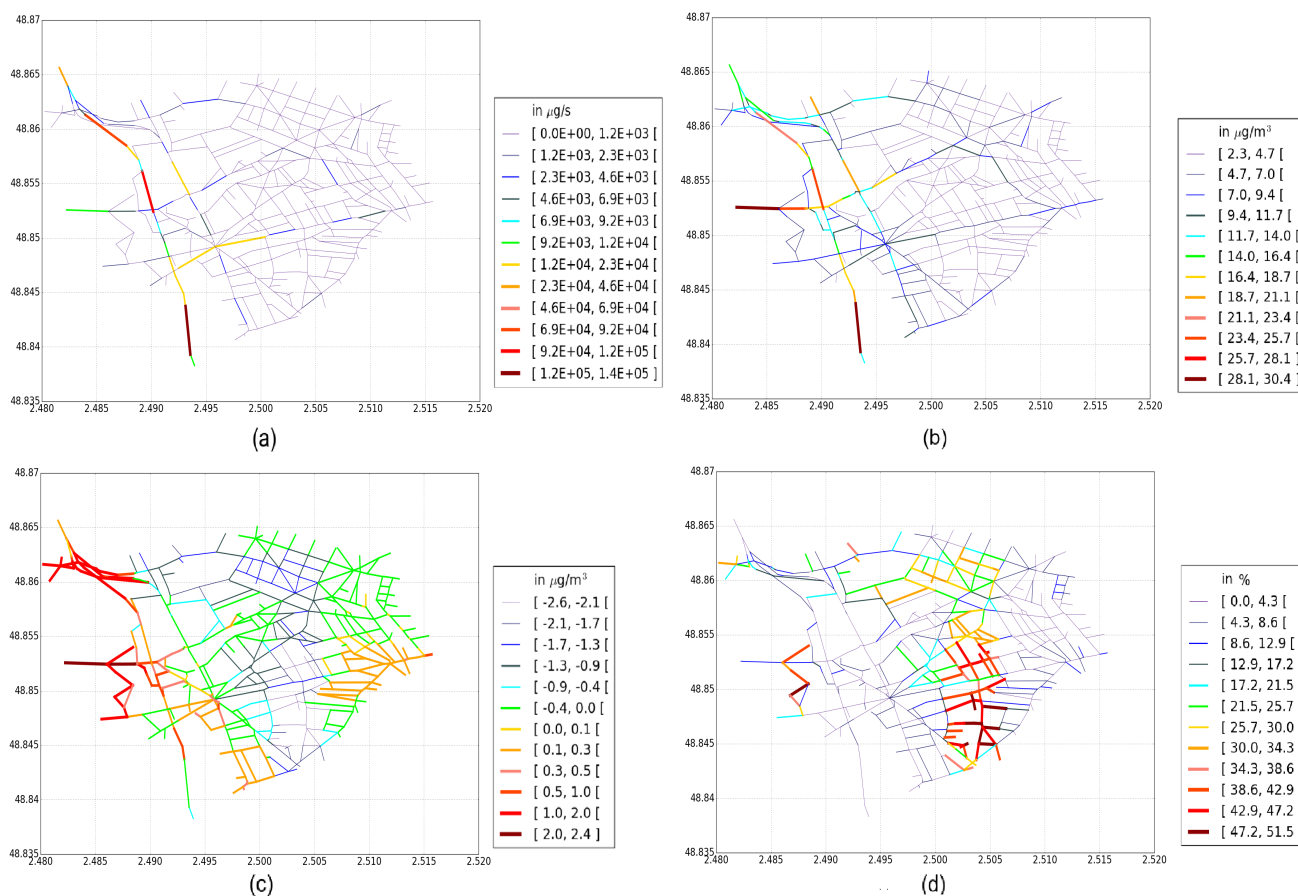 48.87
48.865
48.86
48.855
48.85
48.845
48.84
48.835
2.480 2.485 2.490 2.495 2.500 2.505 2.510 2.515 2.520
in μg/s
[ 0.0E+00, 1.2E+03 [
[ 1.2E+03, 2.3E+03 [
[ 2.3E+03, 4.6E+03 [
[ 4.6E+03, 6.9E+03 [
[ 6.9E+03, 9.2E+03 [
[ 9.2E+03, 1.2E+04 [
[ 1.2E+04, 2.3E+04 [
[ 2.3E+04, 4.6E+04 [
[ 4.6E+04, 6.9E+04 [
[ 6.9E+04, 9.2E+04 [
[ 9.2E+04, 1.2E+05 [
[ 1.2E+05, 1.4E+05 ]
(a)
48.87
48.865
48.86
48.855
48.85
48.845
48.84
48.835
2.480 2.485 2.490 2.495 2.500 2.505 2.510 2.515 2.520
in μg/m³
[ 2.3, 4.7 [
[ 4.7, 7.0 [
[ 7.0, 9.4 [
[ 9.4, 11.7 [
[ 11.7, 14.0 [
[ 14.0, 16.4 [
[ 16.4, 18.7 [
[ 18.7, 21.1 [
[ 21.1, 23.4 [
[ 23.4, 25.7 [
[ 25.7, 28.1 [
[ 28.1, 30.4 ]
(b)
48.87
48.865
48.86
48.855
48.85
48.845
48.84
48.835
2.480 2.485 2.490 2.495 2.500 2.505 2.510 2.515 2.520
in μg/m³
[ -2.6, -2.1 [
[ -2.1, -1.7 [
[ -1.7, -1.3 [
[ -1.3, -0.9 [
[ -0.9, -0.4 [
[ -0.4, 0.0 [
[ 0.0, 0.1 [
[ 0.1, 0.3 [
[ 0.3, 0.5 [
[ 0.5, 1.0 [
[ 1.0, 2.0 [
[ 2.0, 2.4 ]
(c)
48.87
48.865
48.86
48.855
48.85
48.845
48.84
48.835
2.480 2.485 2.490 2.495 2.500 2.505 2.510 2.515 2.520
in %
[ 0.0, 4.3 [
[ 4.3, 8.6 [
[ 8.6, 12.9 [
[ 12.9, 17.2
[ 17.2, 21.5
[ 21.5, 25.7
[ 25.7, 30.0
[ 30.0, 34.3
[ 34.3, 38.6
[ 38.6, 42.9
[ 42.9, 47.2
[ 47.2, 51.5
(d)